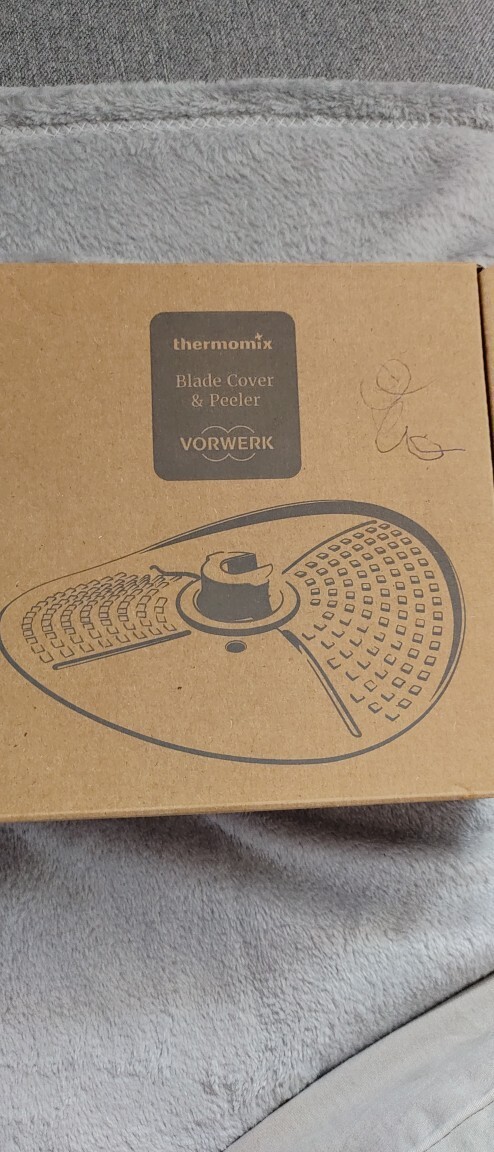 thermomix
Blade Cover
& Peeler
VORWERK